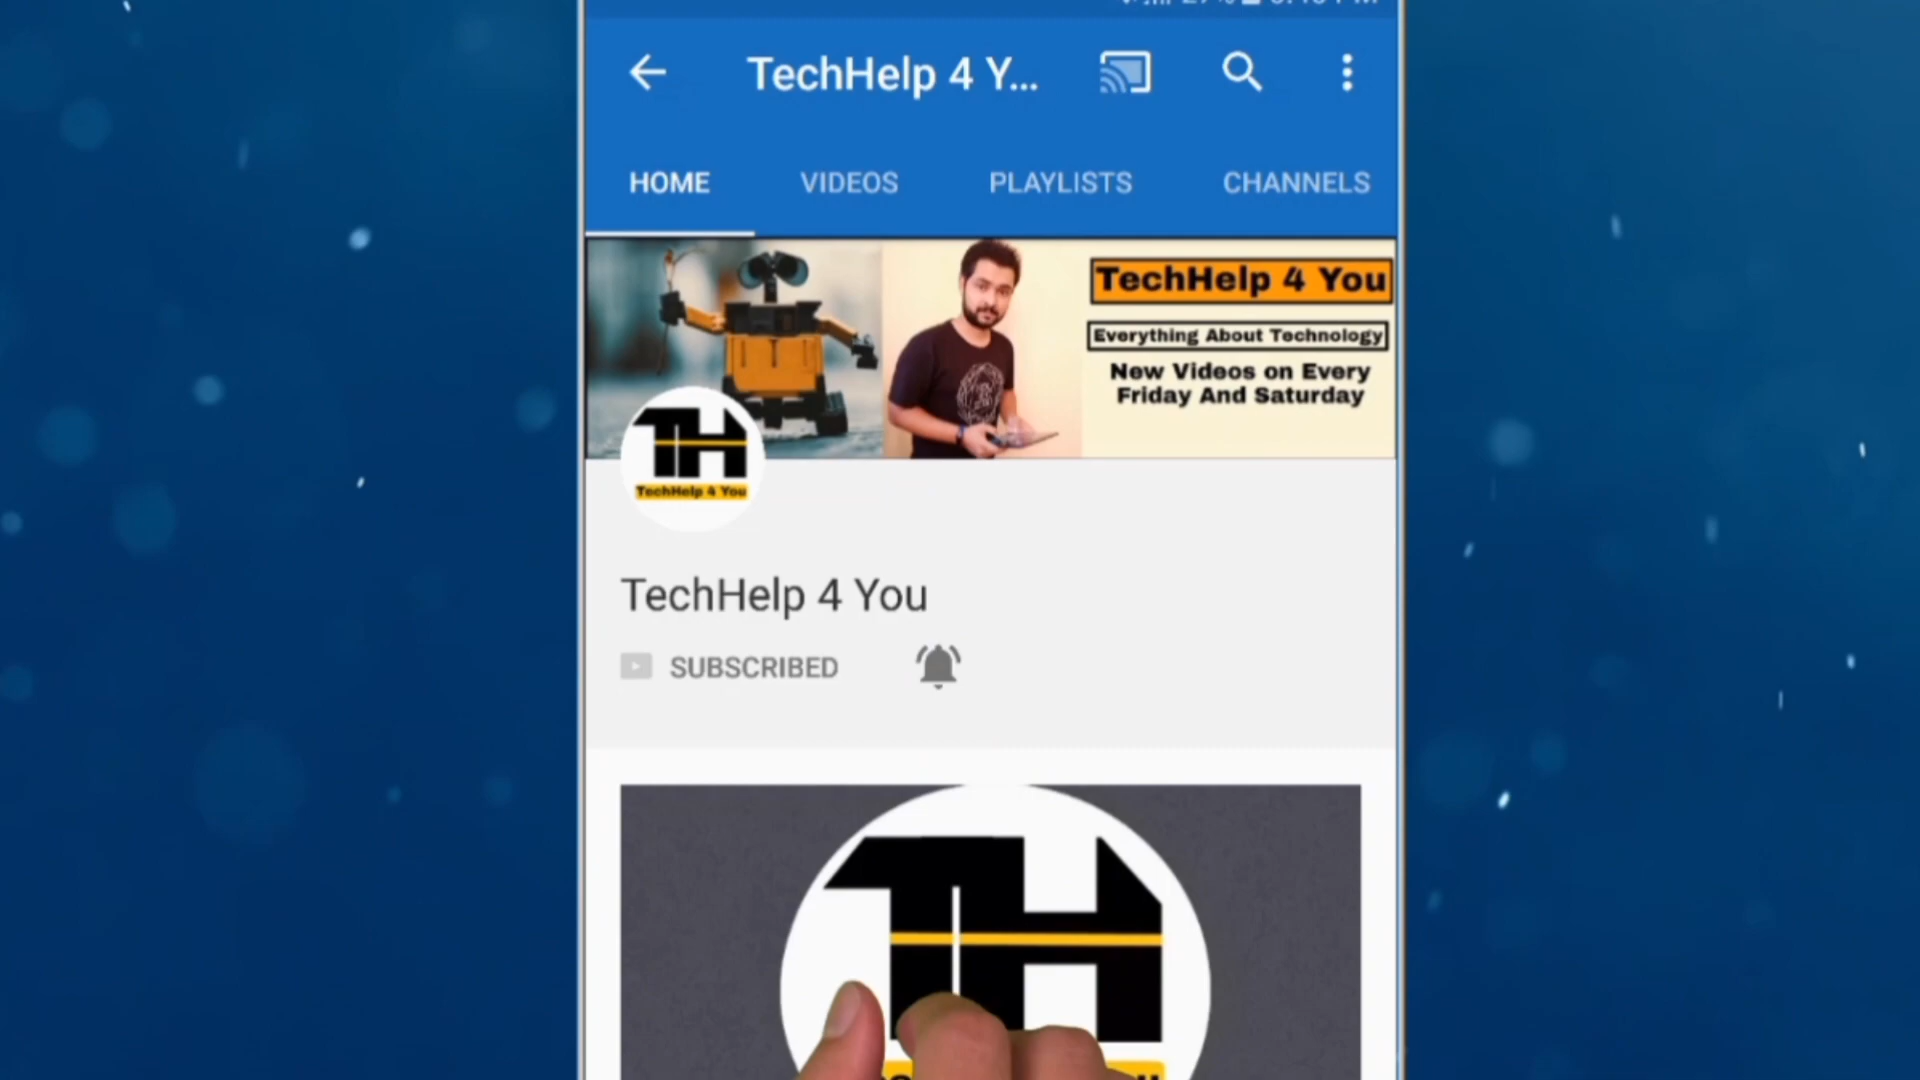 TechHelp 4 Y...
HOME VIDEOS PLAYLISTS CHANNELS
TechHelp 4 You
Everything About Technology
New Videos on Every
Friday And Saturday
TH
TechHelp 4 You
TechHelp 4 You
SUBSCRIBED
TH